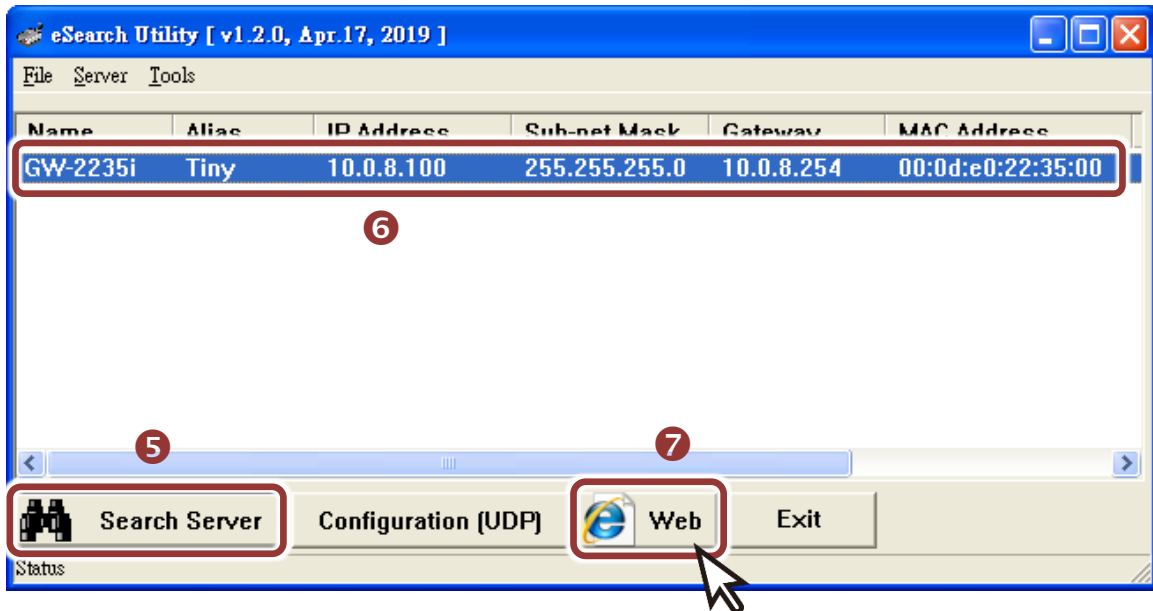 eSearch Utility [ v1.2.0, Apr.17, 2019 ]
File Server Tools
Name Alias IP Address Sub-net Mask Gateway MAC Address
GW-2235i Tiny 10.0.8.100 255.255.255.0 10.0.8.254 00:0d:e0:22:35:00
6
5 7
Search Server Configuration (UDP) Web Exit
Status